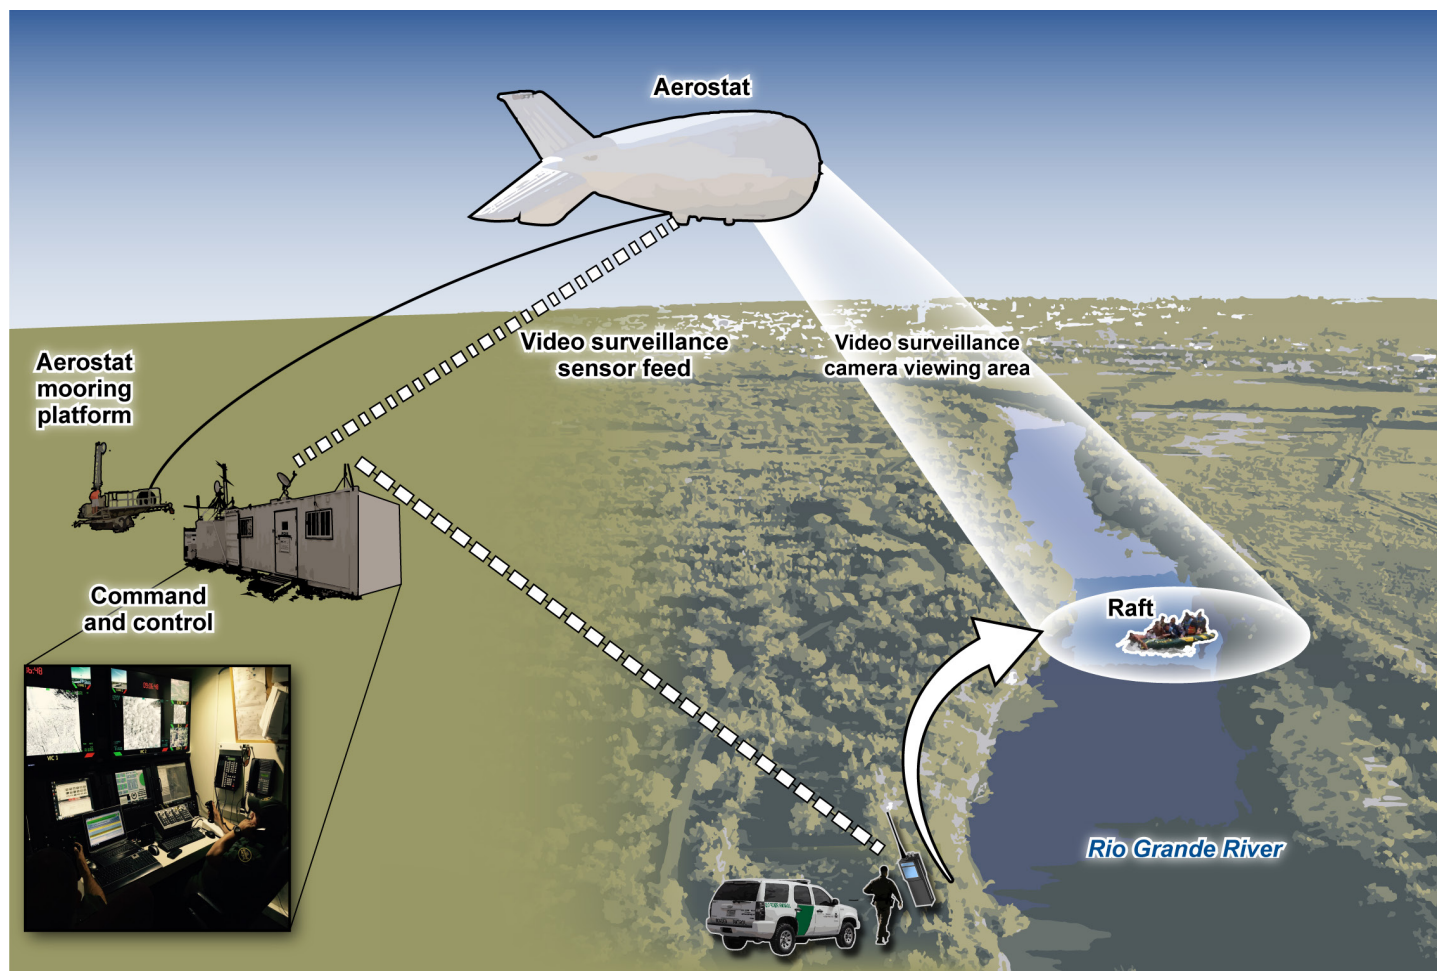 Aerostat
Video surveillance
sensor feed
Video surveillance
camera viewing area
Aerostat
mooring
platform
Command
and control
Raft
Rio Grande River